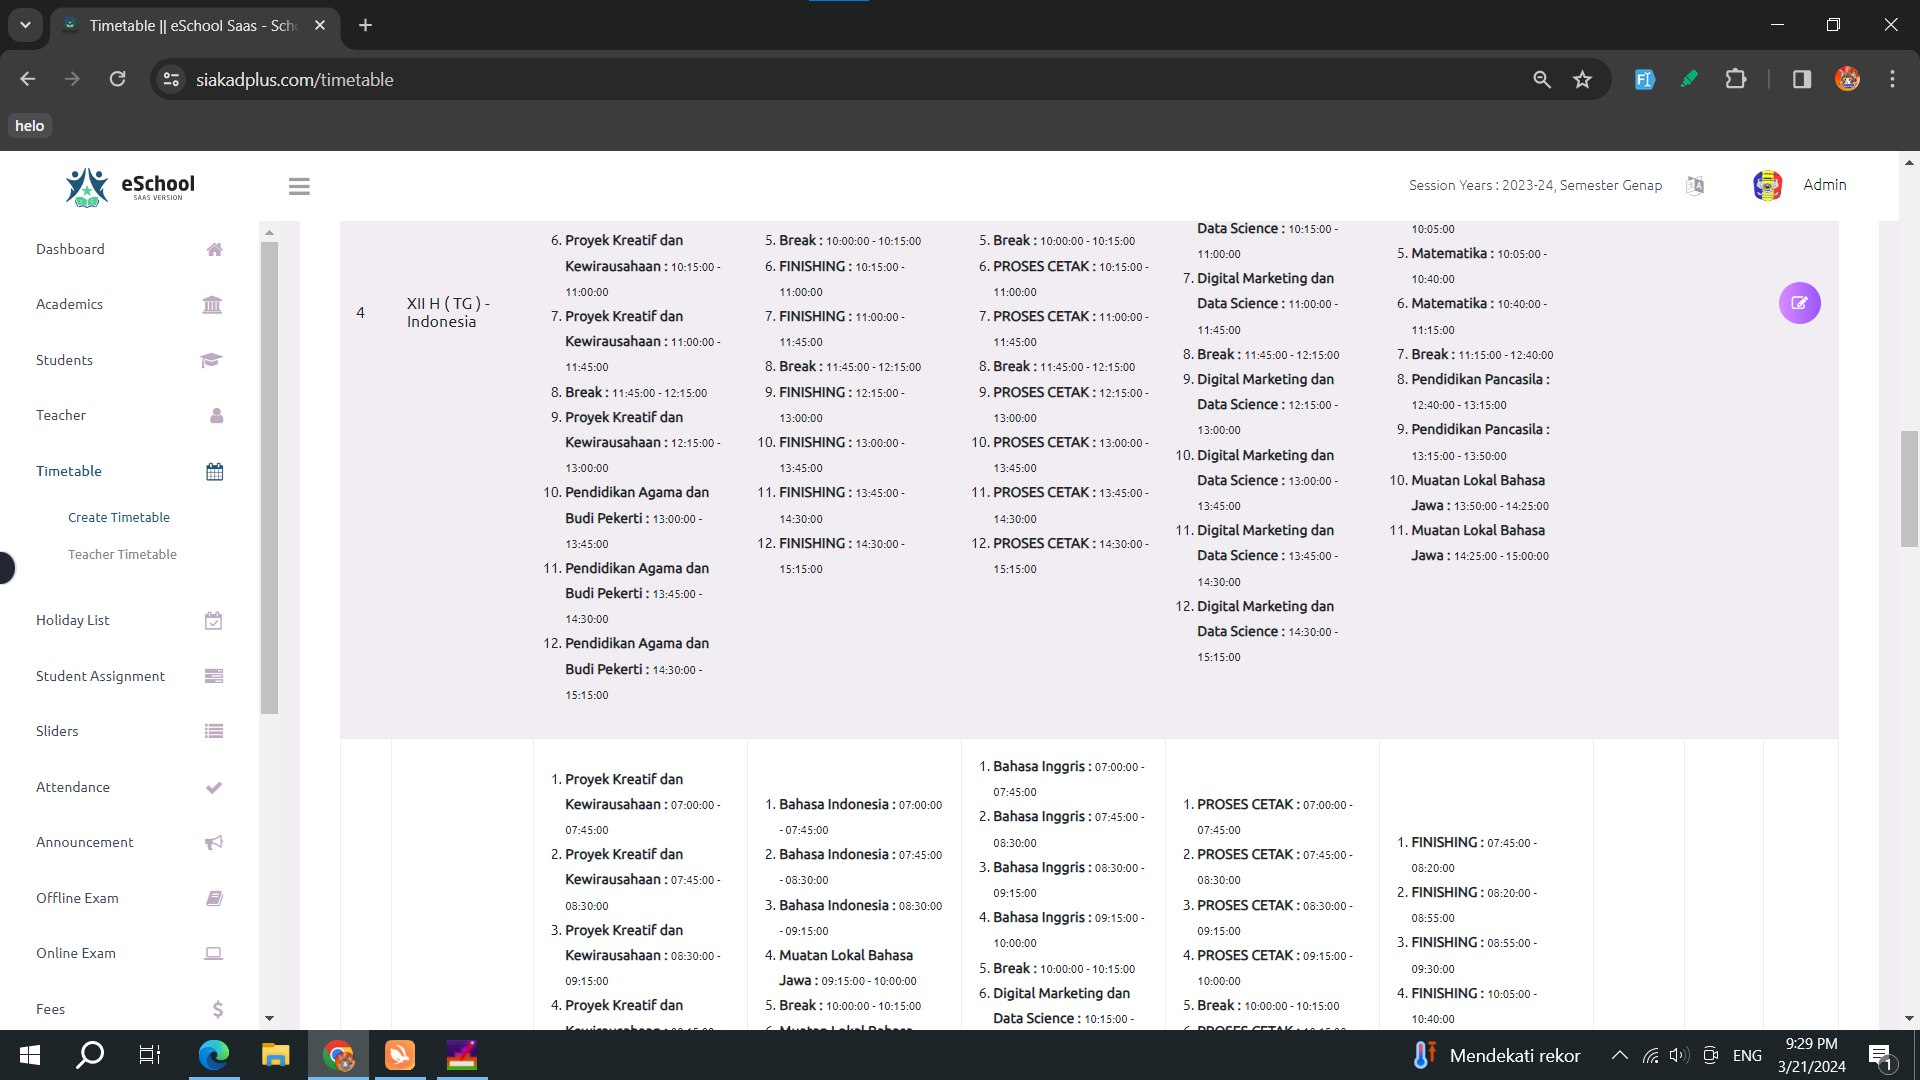 Timetable || eSchool Saas - Sch
siakadplus.com/timetable
helo
eSchool
SAAS VERSION
Session Years : 2023-24, Semester Genap
Admin
Dashboard
Academics
Students
Teacher
Timetable
Create Timetable
Teacher Timetable
Holiday List
Student Assignment
Sliders
Attendance
Announcement
Offline Exam
Online Exam
Fees
4
XII H ( TG ) -
Indonesia
6. Proyek Kreatif dan
Kewirausahaan : 10:15:00 -
11:00:00
7. Proyek Kreatif dan
Kewirausahaan : 11:00:00 -
11:45:00
8. Break : 11:45:00 - 12:15:00
9. Proyek Kreatif dan
Kewirausahaan : 12:15:00 -
13:00:00
10. Pendidikan Agama dan
Budi Pekerti : 13:00:00 -
13:45:00
11. Pendidikan Agama dan
Budi Pekerti : 13:45:00 -
14:30:00
12. Pendidikan Agama dan
Budi Pekerti : 14:30:00 -
15:15:00
5. Break : 10:00:00 - 10:15:00
6. FINISHING : 10:15:00 -
11:00:00
7. FINISHING : 11:00:00 -
11:45:00
8. Break : 11:45:00 - 12:15:00
9. FINISHING : 12:15:00 -
13:00:00
10. FINISHING : 13:00:00 -
13:45:00
11. FINISHING : 13:45:00 -
14:30:00
12. FINISHING : 14:30:00 -
15:15:00
5. Break : 10:00:00 - 10:15:00
6. PROSES CETAK : 10:15:00 -
11:00:00
7. PROSES CETAK : 11:00:00 -
11:45:00
8. Break : 11:45:00 - 12:15:00
9. PROSES CETAK : 12:15:00 -
13:00:00
10. PROSES CETAK : 13:00:00 -
13:45:00
11. PROSES CETAK : 13:45:00 -
14:30:00
12. PROSES CETAK : 14:30:00 -
15:15:00
Data Science : 10:15:00 -
11:00:00
7. Digital Marketing dan
Data Science : 11:00:00 -
11:45:00
8. Break : 11:45:00 - 12:15:00
9. Digital Marketing dan
Data Science : 12:15:00 -
13:00:00
10. Digital Marketing dan
Data Science : 13:00:00 -
13:45:00
11. Digital Marketing dan
Data Science : 13:45:00 -
14:30:00
12. Digital Marketing dan
Data Science : 14:30:00 -
15:15:00
10:05:00
5. Matematika : 10:05:00 -
10:40:00
6. Matematika : 10:40:00 -
11:15:00
7. Break : 11:15:00 - 12:40:00
8. Pendidikan Pancasila :
12:40:00 - 13:15:00
9. Pendidikan Pancasila :
13:15:00 - 13:50:00
10. Muatan Lokal Bahasa
Jawa : 13:50:00 - 14:25:00
11. Muatan Lokal Bahasa
Jawa : 14:25:00 - 15:00:00
1. Proyek Kreatif dan
Kewirausahaan : 07:00:00 -
07:45:00
2. Proyek Kreatif dan
Kewirausahaan : 07:45:00 -
08:30:00
3. Proyek Kreatif dan
Kewirausahaan : 08:30:00 -
09:15:00
4. Proyek Kreatif dan
1. Bahasa Indonesia : 07:00:00
- 07:45:00
2. Bahasa Indonesia : 07:45:00
- 08:30:00
3. Bahasa Indonesia : 08:30:00
- 09:15:00
4. Muatan Lokal Bahasa
Jawa : 09:15:00 - 10:00:00
5. Break : 10:00:00 - 10:15:00
1. Bahasa Inggris : 07:00:00 -
07:45:00
2. Bahasa Inggris : 07:45:00 -
08:30:00
3. Bahasa Inggris : 08:30:00 -
09:15:00
4. Bahasa Inggris : 09:15:00 -
10:00:00
5. Break : 10:00:00 - 10:15:00
6. Digital Marketing dan
Data Science : 10:15:00 -
1. PROSES CETAK : 07:00:00 -
07:45:00
2. PROSES CETAK : 07:45:00 -
08:30:00
3. PROSES CETAK : 08:30:00 -
09:15:00
4. PROSES CETAK : 09:15:00 -
10:00:00
5. Break : 10:00:00 - 10:15:00
1. FINISHING : 07:45:00 -
08:20:00
2. FINISHING : 08:20:00 -
08:55:00
3. FINISHING : 08:55:00 -
09:30:00
4. FINISHING : 10:05:00 -
10:40:00
Mendekati rekor
ENG
9:29 PM
3/21/2024
1